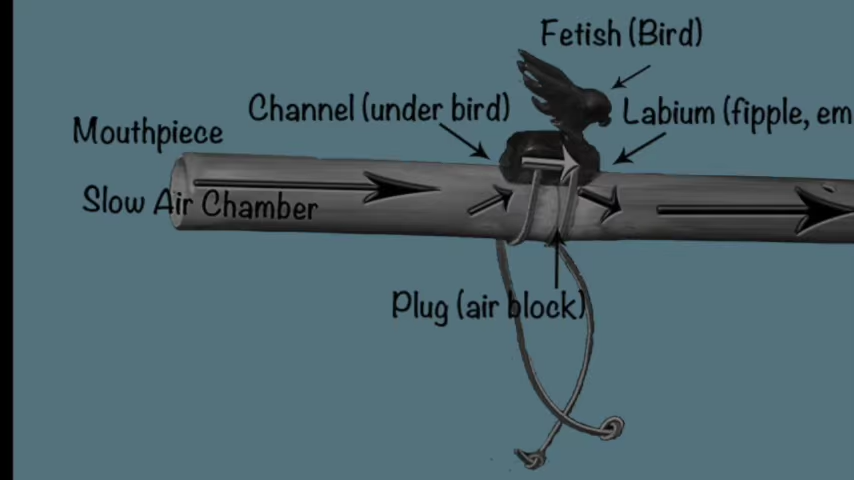 Fetish (Bird)
Channel (under bird)
Labium (fipple, em
Mouthpiece
Slow Air Chamber
Plug (air block)